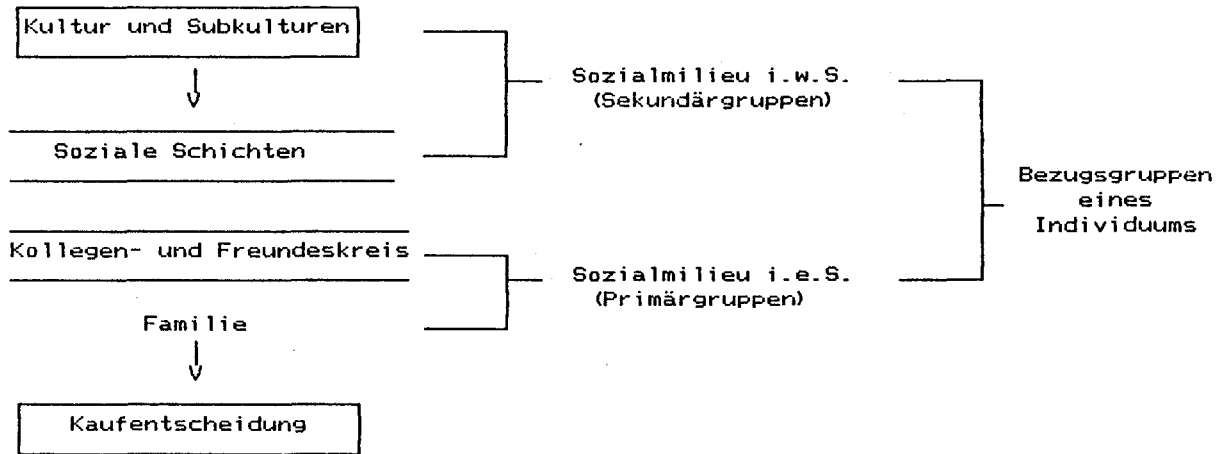 Kultur und Subkulturen
Sozialmilieu i.w.S.
(Sekundärgruppen)
Soziale Schichten
Bezugsgruppen
eines
Individuums
Kollegen- und Freundeskreis
Sozialmilieu i.e.S.
(Primärgruppen)
Familie
Kaufentscheidung